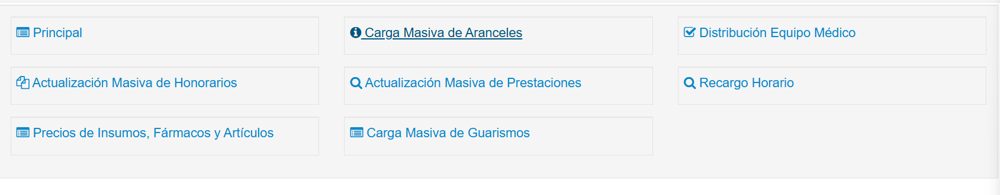 Principal
Carga Masiva de Aranceles
Distribución Equipo Médico
Actualización Masiva de Honorarios
Actualización Masiva de Prestaciones
Recargo Horario
Precios de Insumos, Fármacos y Artículos
Carga Masiva de Guarismos